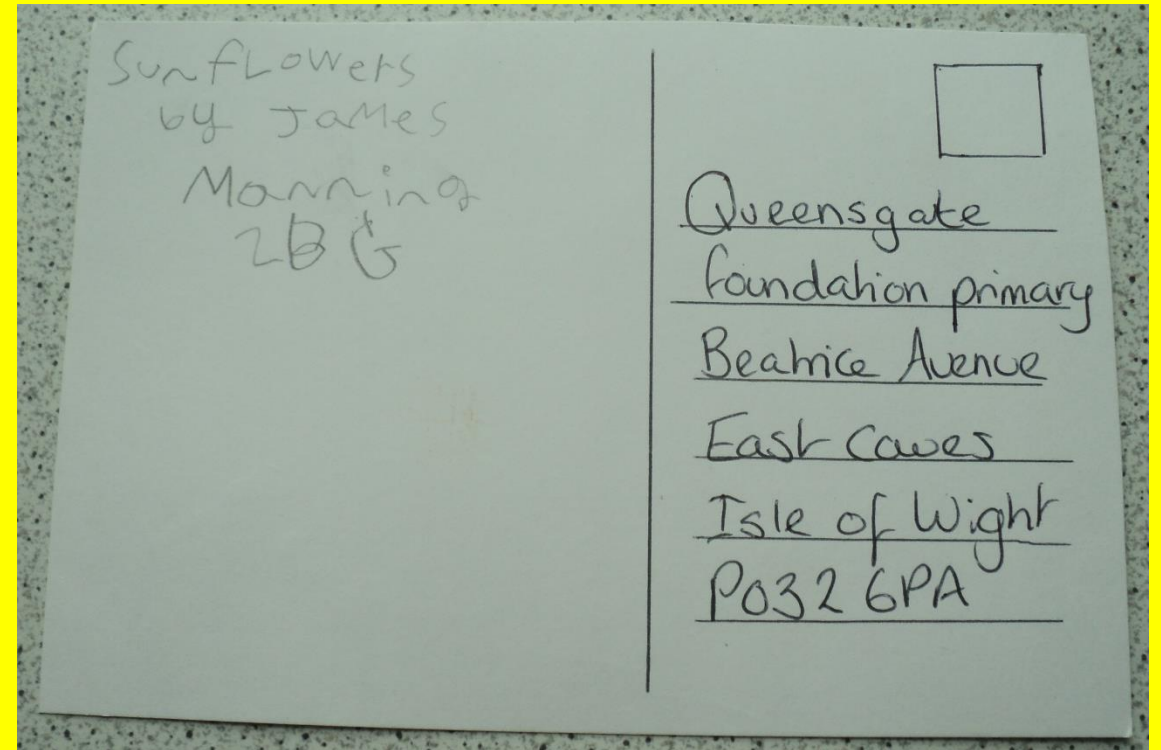 Sunflowers
by James
Manning
2BG
Queensgate
foundation primary
Beatrice Avenue
East Cowes
Isle of Wight
PO32 6PA